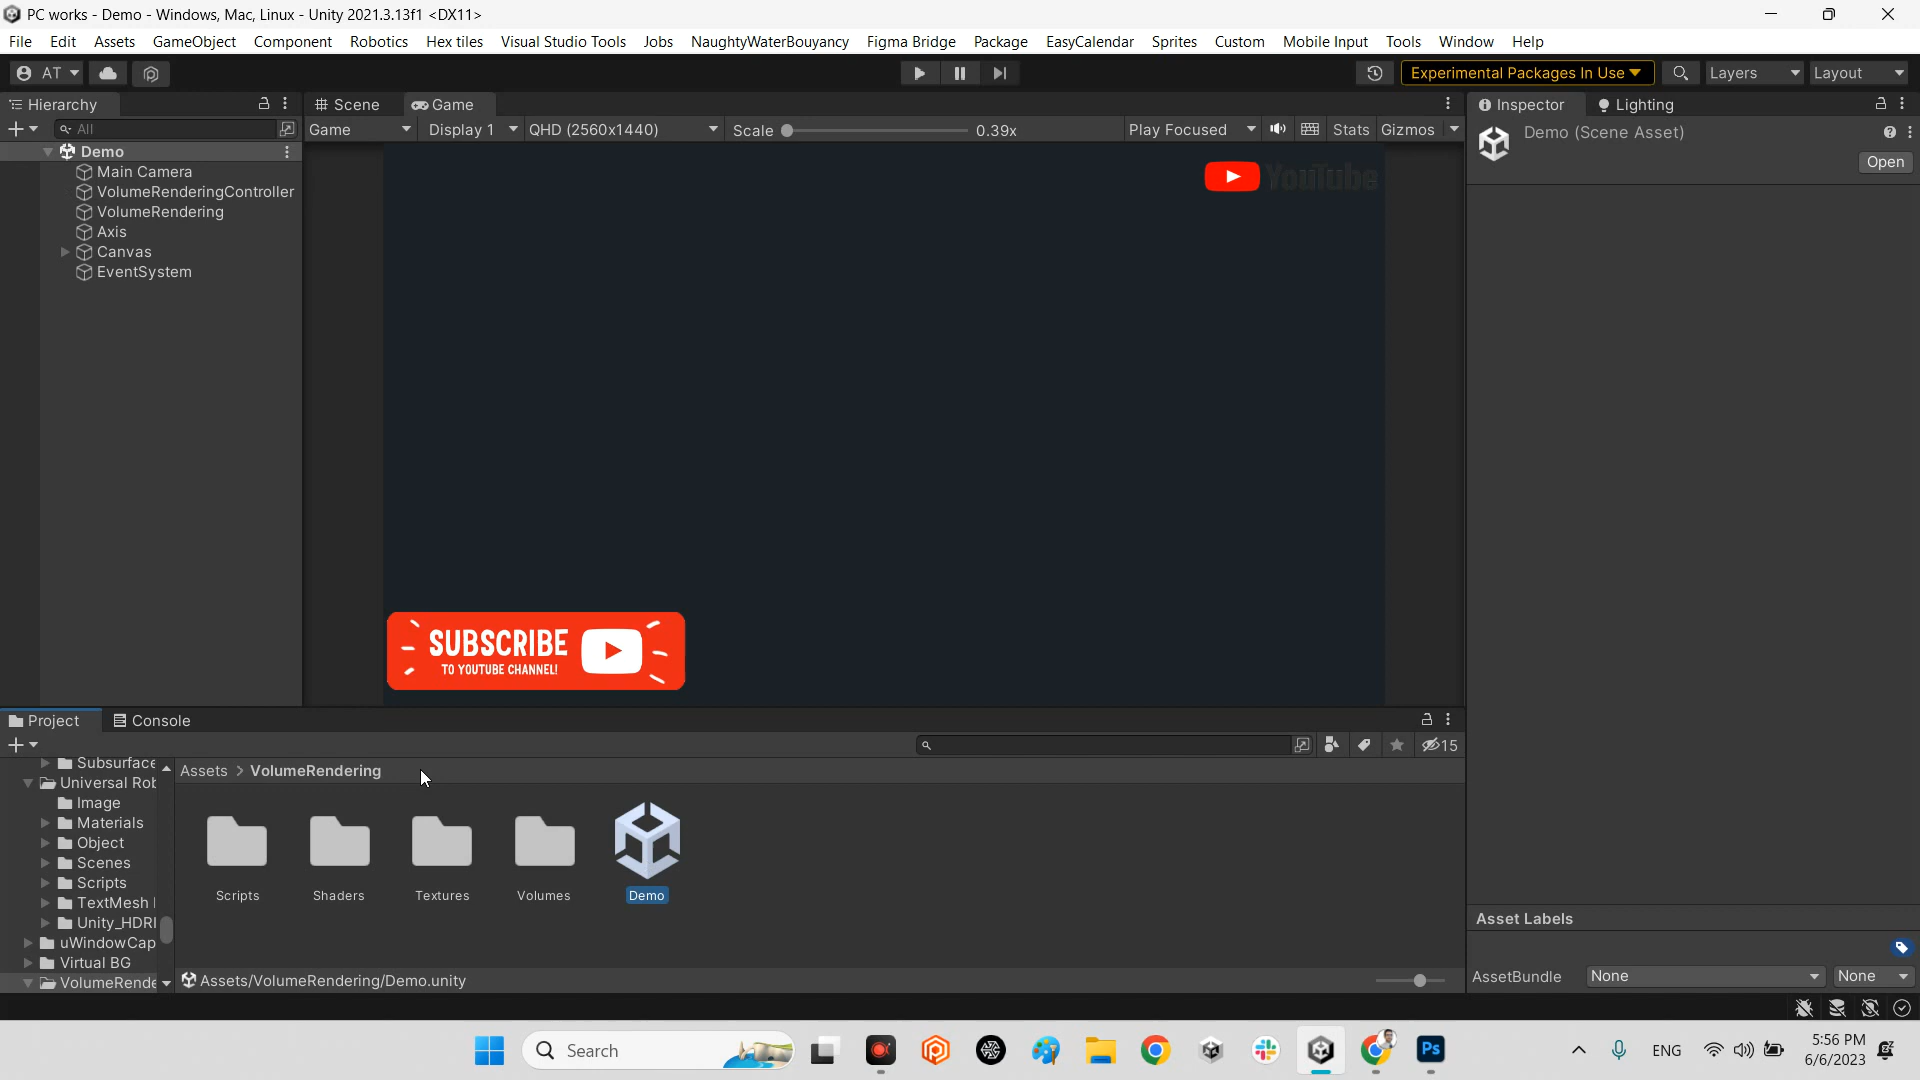 PC works - Demo - Windows, Mac, Linux - Unity 2021.3.13f1 <DX11>
File Edit Assets GameObject Component Robotics Hex tiles Visual Studio Tools Jobs NaughtyWaterBouyancy Figma Bridge Package EasyCalendar Sprites Custom Mobile Input Tools Window Help
AT Experimental Packages In Use Layers Layout
Hierarchy Scene Game Inspector Lighting
All Game Display 1 QHD (2560x1440) Scale 0.39x Play Focused Stats Gizmos
Demo (Scene Asset)
Open
Demo
Main Camera
VolumeRenderingController
VolumeRendering
Axis
Canvas
EventSystem
YouTube
SUBSCRIBE
TO YOUTUBE CHANNEL!
Project Console
15
Subsurface
Universal Rob
Image
Materials
Object
Scenes
Scripts
TextMesh
Unity_HDRI
uWindowCap
Virtual BG
VolumeRende
Assets > VolumeRendering
Scripts Shaders Textures Volumes Demo
Assets/VolumeRendering/Demo.unity
Asset Labels
AssetBundle None None
Search Ps ENG 5:56 PM
6/6/2023